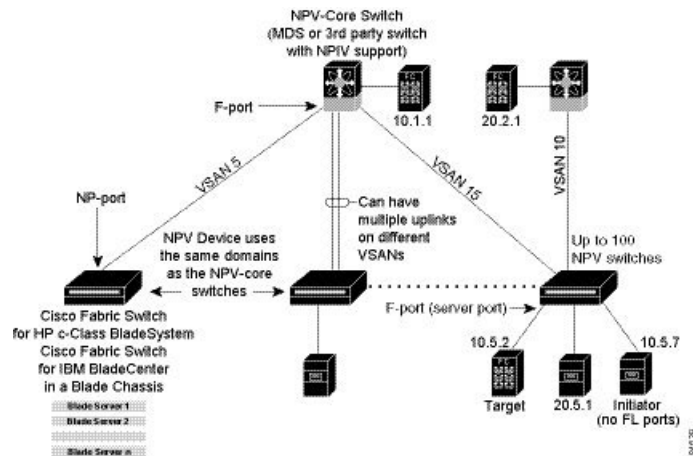 NPV-Core Switch
(MDS or 3rd party switch
with NPIV support)
F-port
FC
10.1.1
FC
20.2.1
VSAN 5
VSAN 15
VSAN 10
NP-port
Can have
multiple uplinks
on different
VSANs
NPV Device uses
the same domains
as the NPV-core
switches
Up to 100
NPV switches
Cisco Fabric Switch
for HP c-Class BladeSystem
Cisco Fabric Switch
for IBM BladeCenter
in a Blade Chassis
F-port (server port)
10.5.2
10.5.7
FC
Target
20.5.1
Initiator
(no FL ports)
Blade Server 1
Blade Server 2
Blade Server n